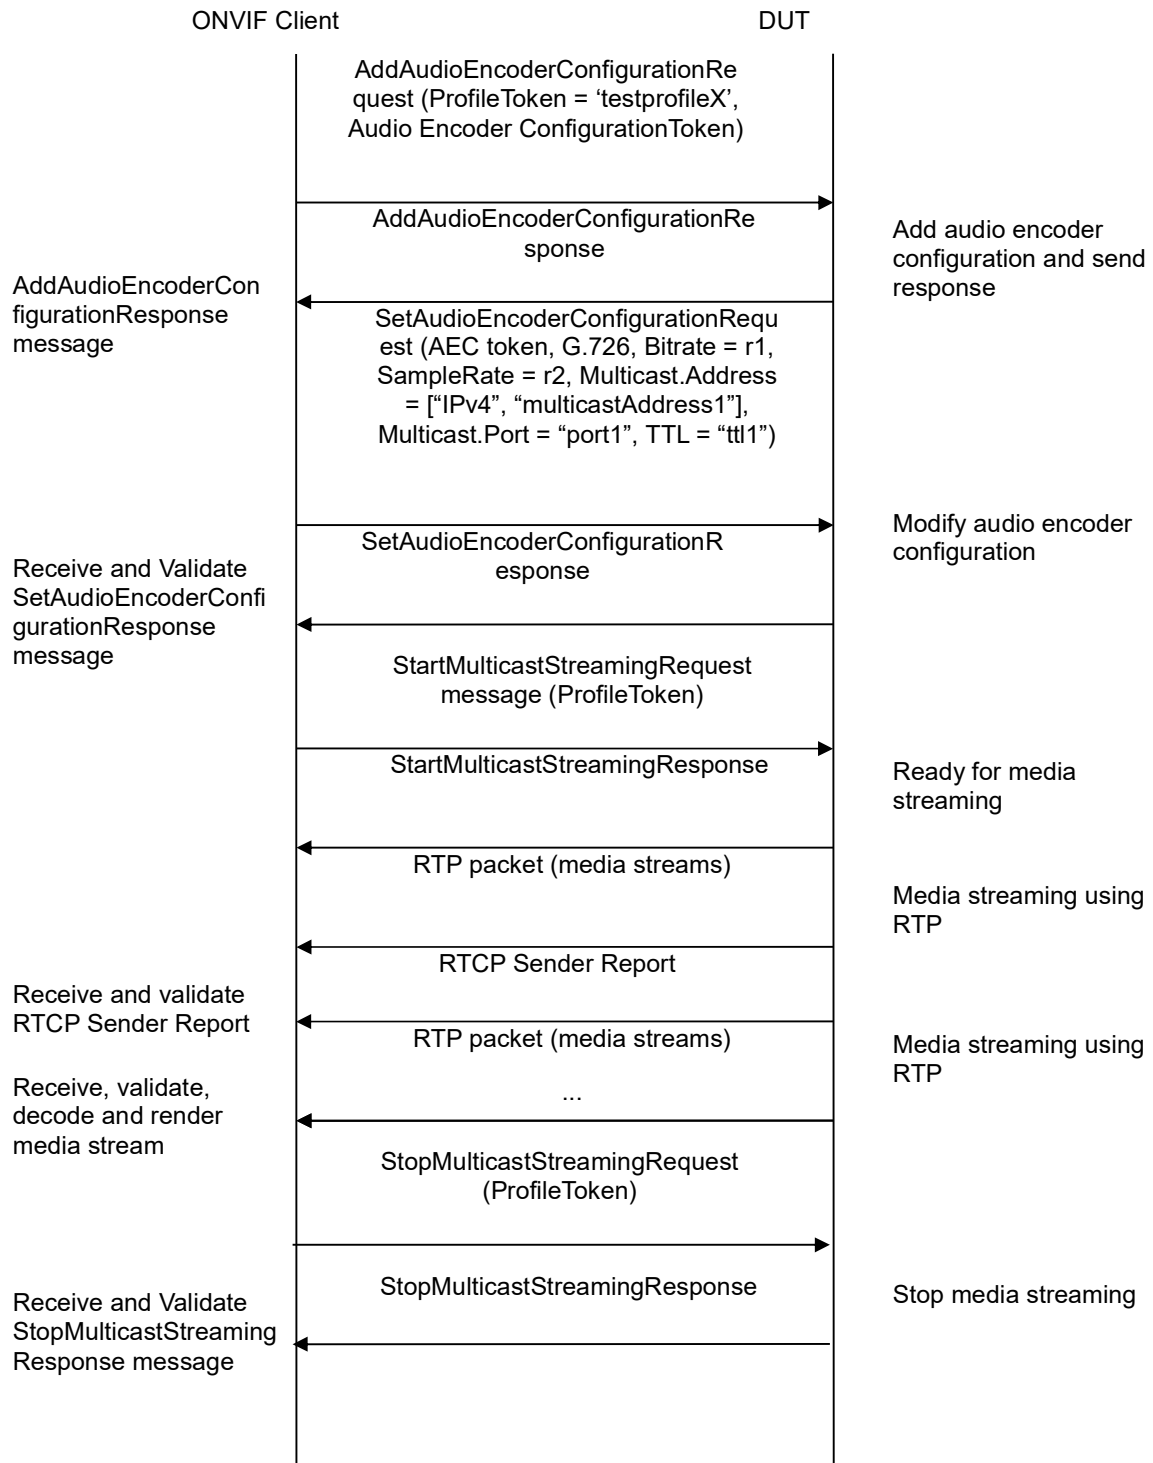 ONVIF Client
DUT
AddAudioEncoderConfigurationRe
quest (ProfileToken = ‘testprofileX’,
Audio Encoder ConfigurationToken)
AddAudioEncoderConfigurationRe
sponse
Add audio encoder
configuration and send
response
AddAudioEncoderCon
figurationResponse
message
SetAudioEncoderConfigurationRequ
est (AEC token, G.726, Bitrate = r1,
SampleRate = r2, Multicast.Address
= [“IPv4”, “multicastAddress1”],
Multicast.Port = “port1”, TTL = “ttl1”)
Modify audio encoder
configuration
SetAudioEncoderConfigurationR
esponse
Receive and Validate
SetAudioEncoderConfi
gurationResponse
message
StartMulticastStreamingRequest
message (ProfileToken)
StartMulticastStreamingResponse
Ready for media
streaming
RTP packet (media streams)
Media streaming using
RTP
RTCP Sender Report
Receive and validate
RTCP Sender Report
RTP packet (media streams)
Media streaming using
RTP
Receive, validate,
decode and render
media stream
...
StopMulticastStreamingRequest
(ProfileToken)
StopMulticastStreamingResponse
Stop media streaming
Receive and Validate
StopMulticastStreaming
Response message